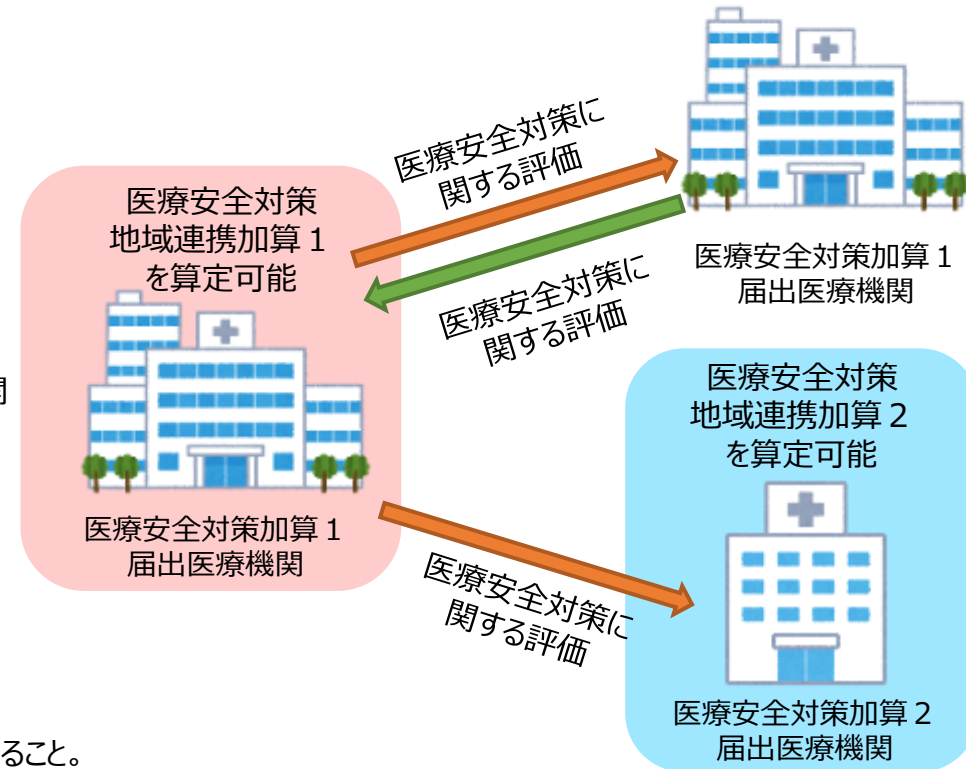 医療安全対策に
関する評価
医療安全対策
地域連携加算１
を算定可能
医療安全対策加算１
届出医療機関
医療安全対策に
関する評価
関
医療安全対策加算１
届出医療機関
医療安全対策
地域連携加算２
を算定可能
医療安全対策に
関する評価
医療安全対策加算２
届出医療機関
ること。